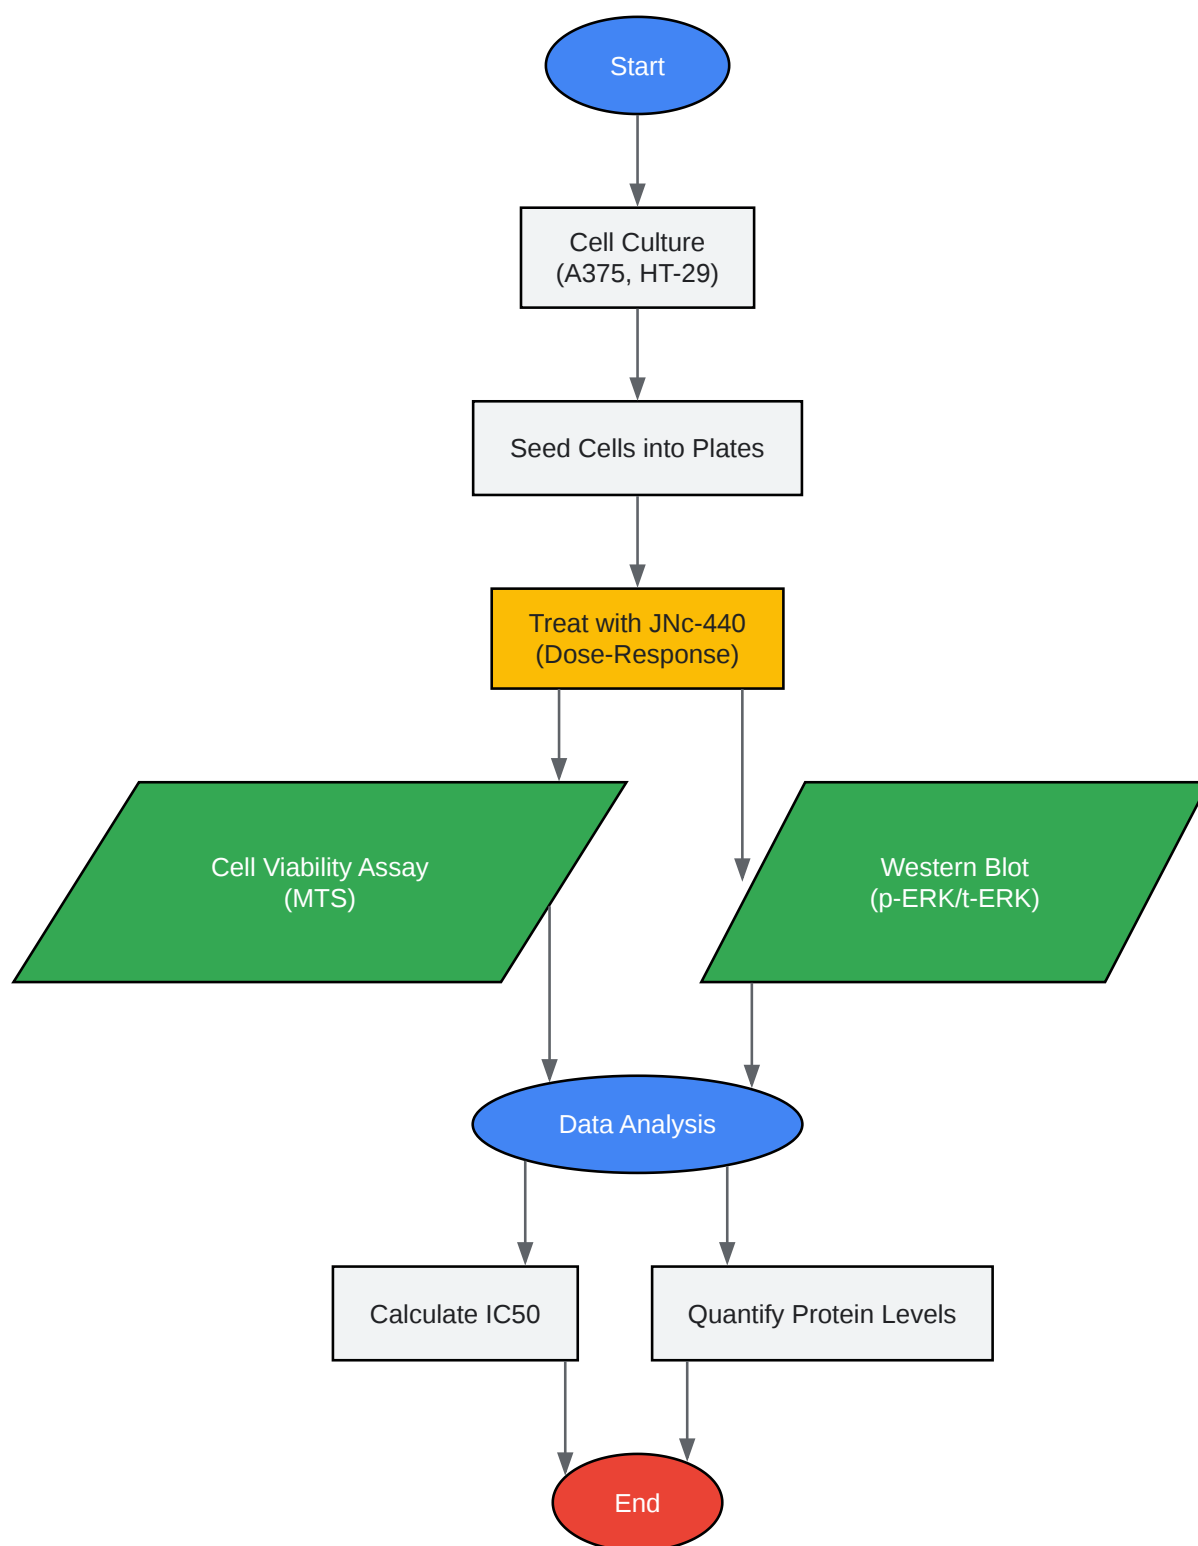 Start
Cell Culture
(A375, HT-29)
Seed Cells into Plates
Treat with JNc-440
(Dose-Response)
Cell Viability Assay
(MTS)
Western Blot
(p-ERK/t-ERK)
Data Analysis
Calculate IC50
Quantify Protein Levels
End